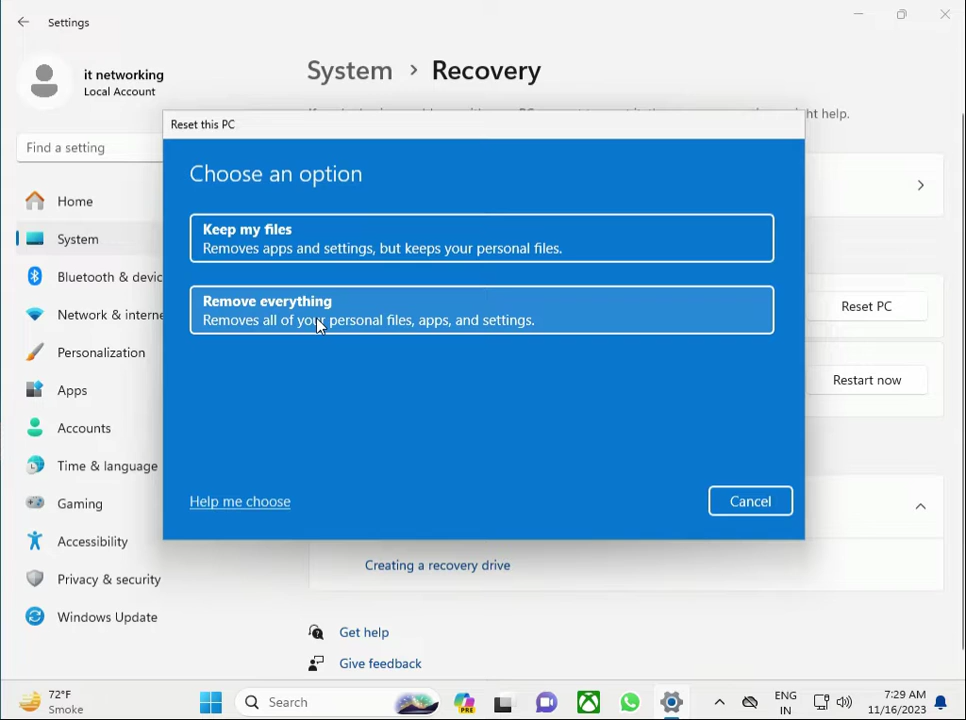 Settings
it networking
Local Account
Find a setting
Home
System
Bluetooth & devic
Network & interne
Personalization
Apps
Accounts
Time & language
Gaming
Accessibility
Privacy & security
Windows Update
System > Recovery
ht help.
Reset this PC
Choose an option
Keep my files
Removes apps and settings, but keeps your personal files.
Remove everything
Removes all of your personal files, apps, and settings.
Help me choose
Cancel
Reset PC
Restart now
Creating a recovery drive
Get help
Give feedback
72°F
Smoke
Search
PRE
ENG
IN
7:29 AM
11/16/2023